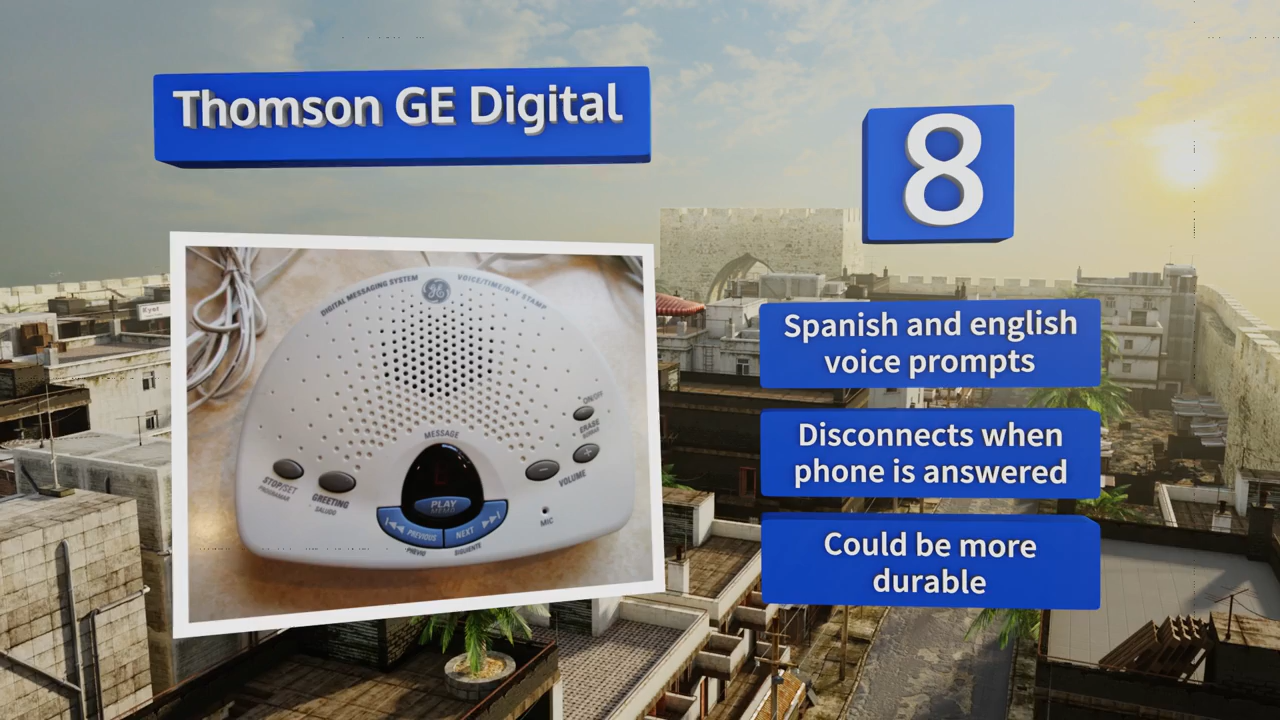 Thomson GE Digital
8
Spanish and english
voice prompts
Disconnects when
phone is answered
Could be more
durable
DIGITAL MESSAGING SYSTEM
VOICE/TIME/DAY STAMP
ON/OFF
ERASE
MESSAGE
STOP/SET
PROGRAMAR
GREETING
SALUDO
VOLUME
PLAY
PREVIOUS
NEXT
PREVIO
SIGUIENTE
MIC